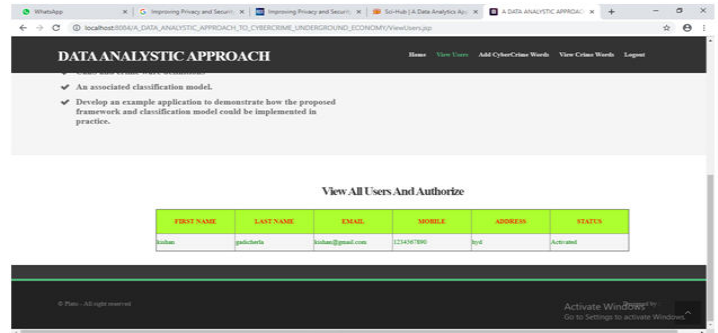 WhatsApp
Improving Privacy and Securit
Improving Privacy and Securit
Sci-Hub | A Data Analytics App
A DATA ANALYSTIC APPROAC
localhost:8084/A_DATA_ANALYSTIC_APPROACH_TO_CYBERCRIME_UNDERGROUND_ECONOMY/ViewUsers.jsp
DATA ANALYSTIC APPROACH
Home View Users Add CyberCrime Words View Crime Words Logout
An associated classification model.
Develop an example application to demonstrate how the proposed
framework and classification model could be implemented in
practice.
View All Users And Authorize
FIRST NAME LAST NAME EMAIL MOBILE ADDRESS STATUS
kishan gadicherla kishan@gmail.com 1234567890 hyd Activated
© Plato - All right reserved
Activate Windows
Go to Settings to activate Windows.